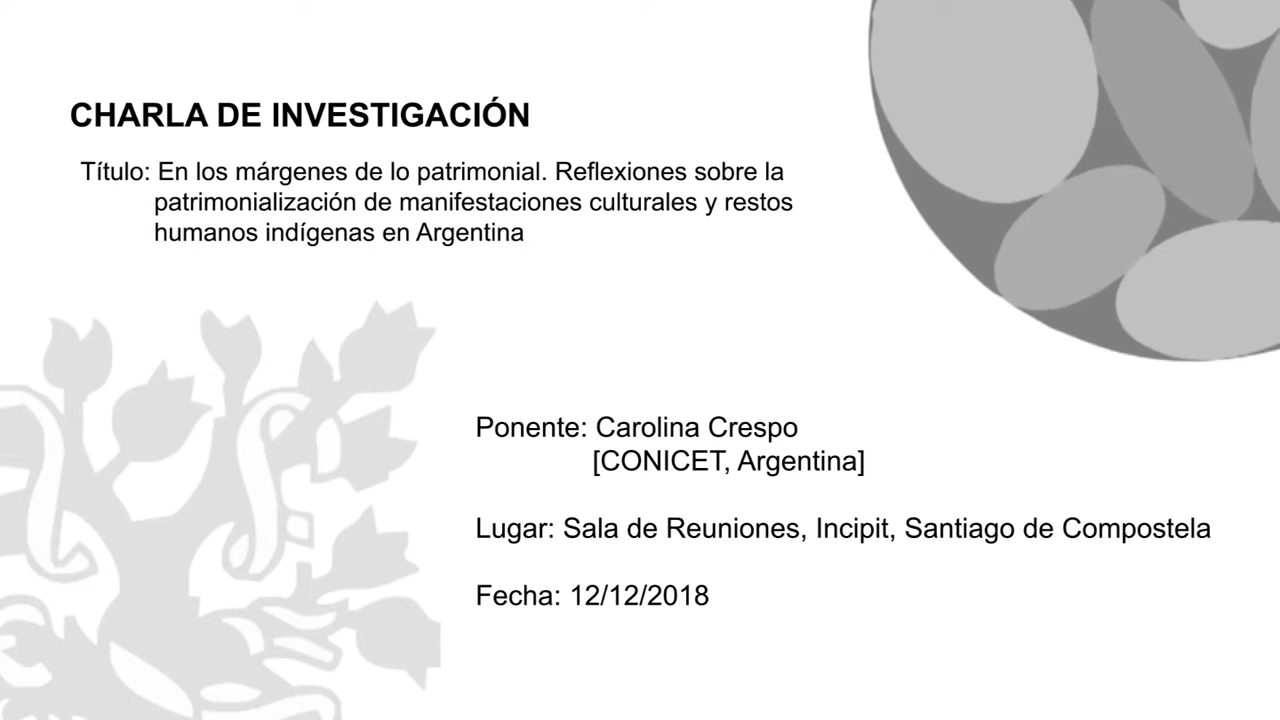 CHARLA DE INVESTIGACIÓN
Título: En los márgenes de lo patrimonial. Reflexiones sobre la
patrimonialización de manifestaciones culturales y restos
humanos indígenas en Argentina
Ponente: Carolina Crespo
[CONICET, Argentina]
Lugar: Sala de Reuniones, Incipit, Santiago de Compostela
Fecha: 12/12/2018